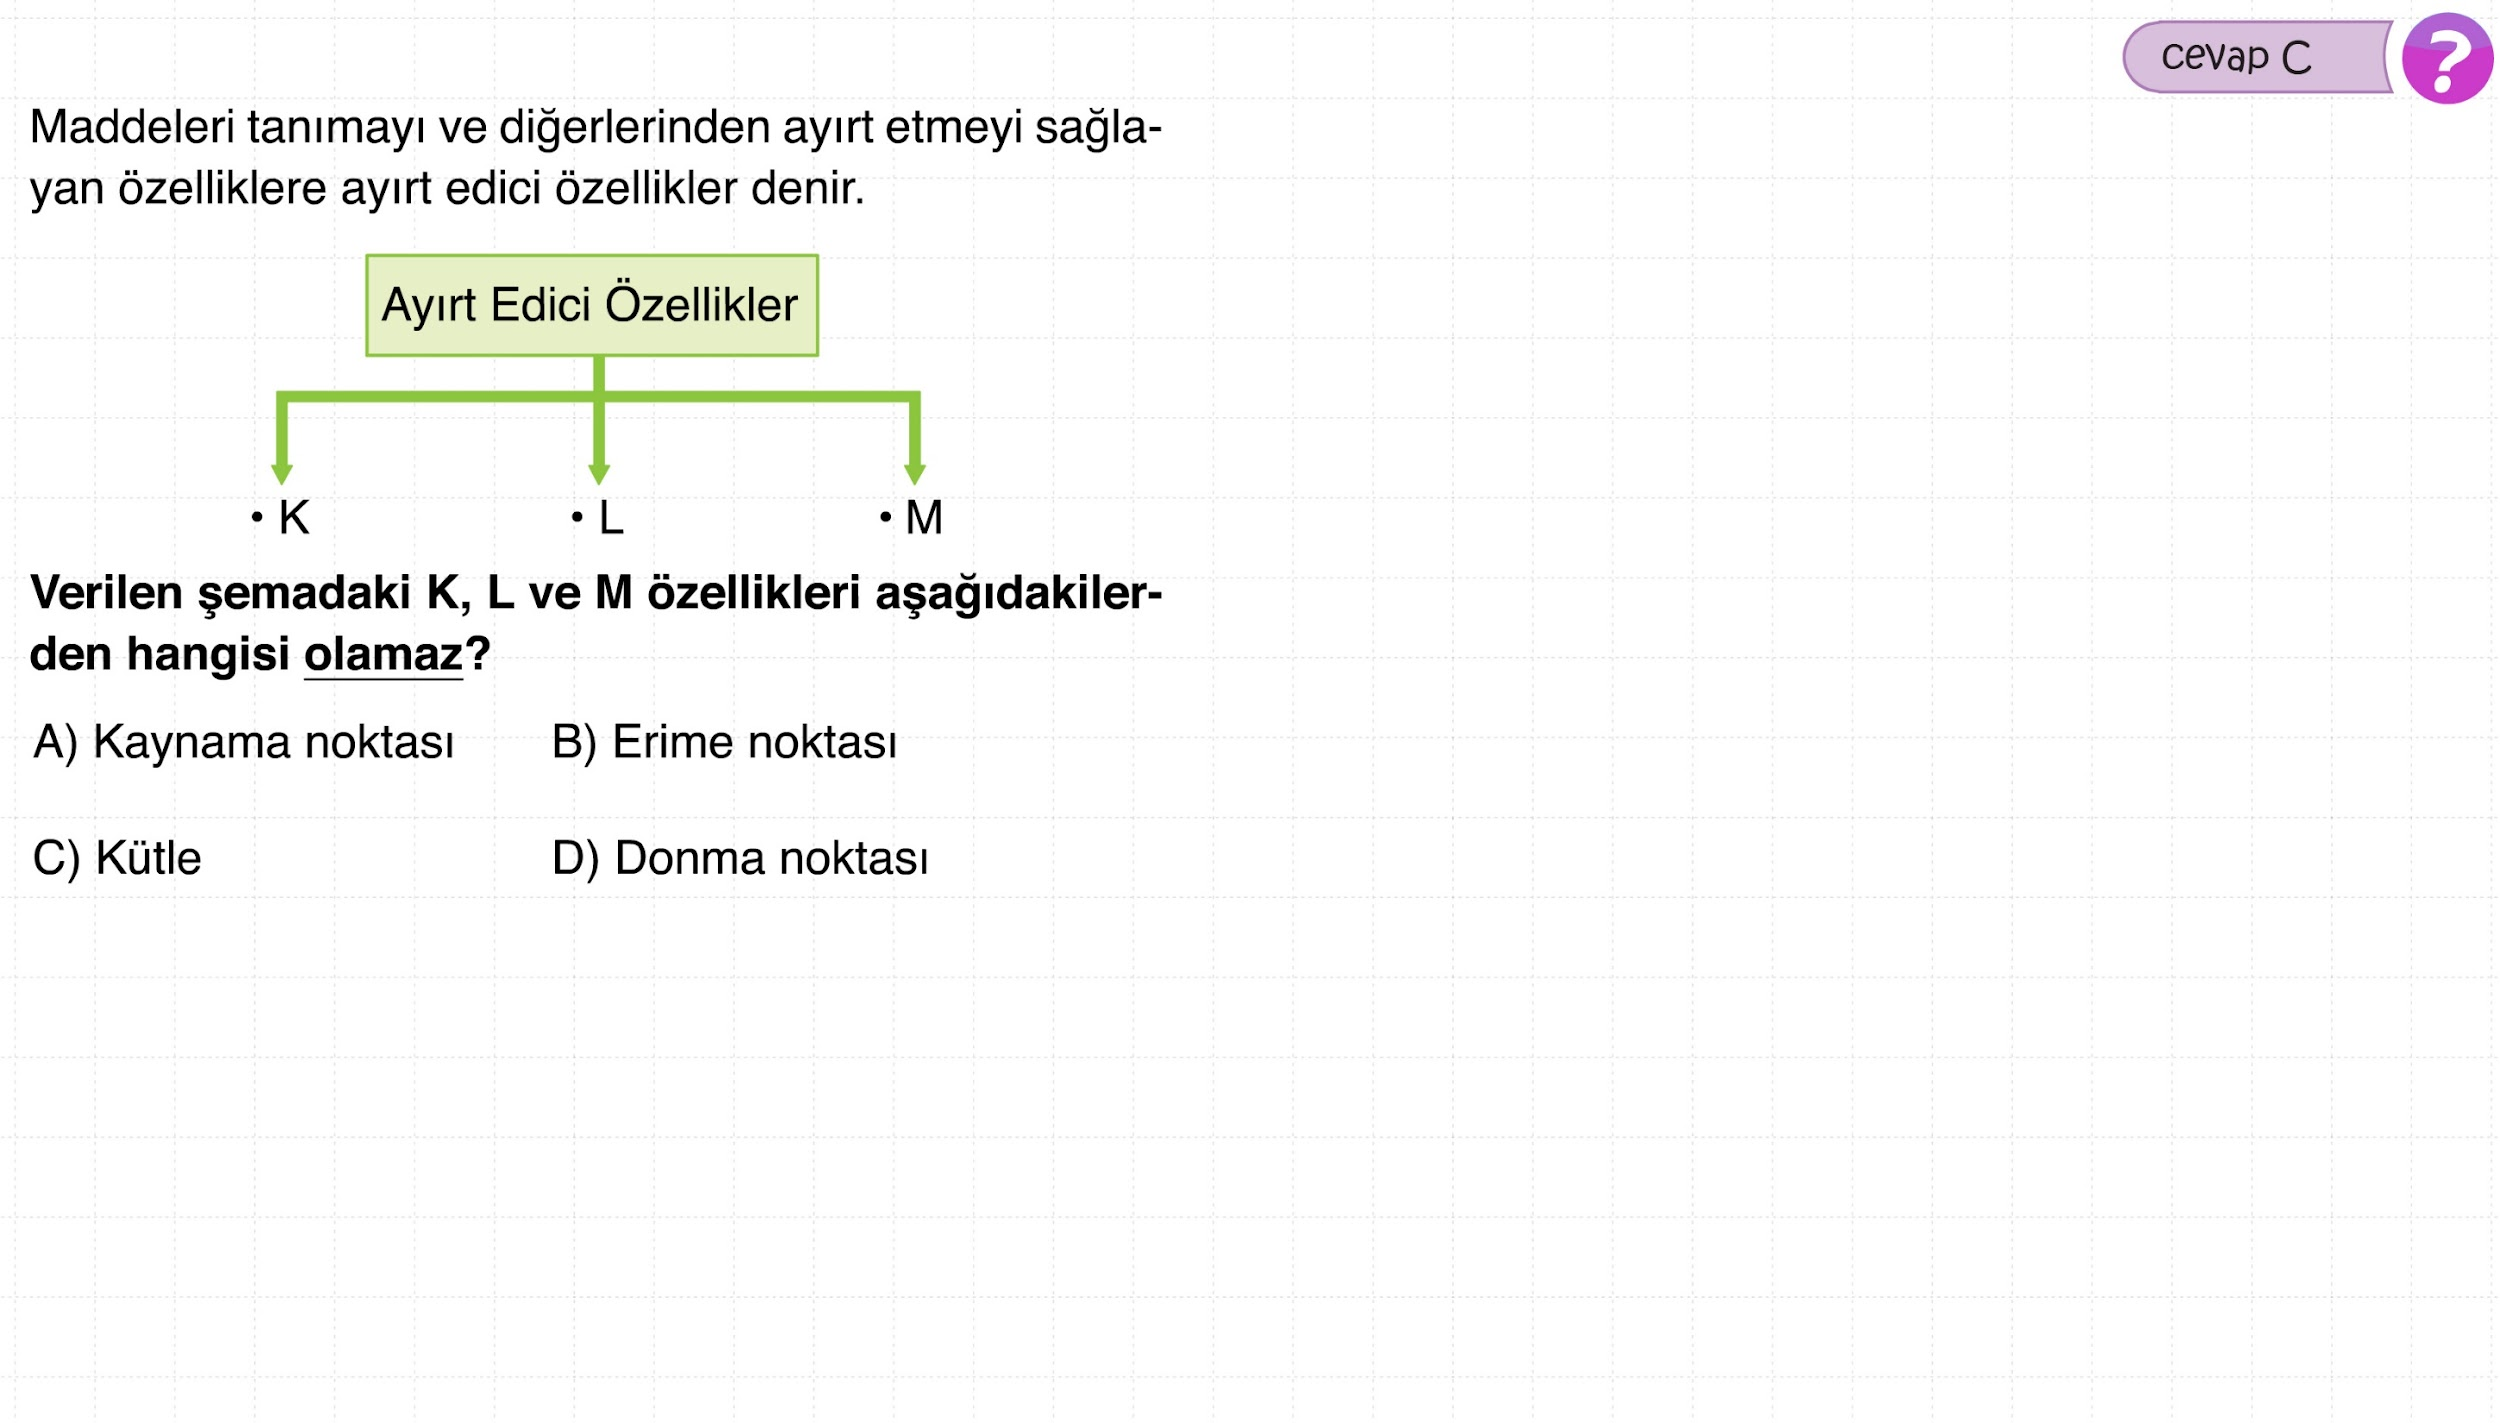 cevap C
?
Maddeleri tanımayı ve diğerlerinden ayırt etmeyi sağla-
yan özelliklere ayırt edici özellikler denir.
Ayırt Edici Özellikler
• K • L • M
Verilen şemadaki K, L ve M özellikleri aşağıdakiler-
den hangisi olamaz?
A) Kaynama noktası B) Erime noktası
C) Kütle D) Donma noktası